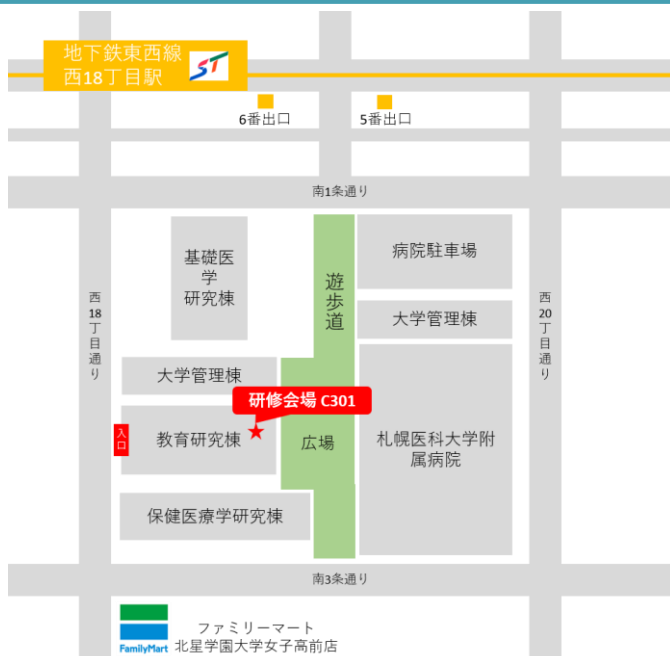 地下鉄東西線
西18丁目駅
ST
6番出口
5番出口
南1条通り
基礎医
学
研究棟
遊歩道
病院駐車場
西18丁目通り
西20丁目通り
大学管理棟
大学管理棟
研修会場 C301
入口
教育研究棟
広場
札幌医科大学附
属病院
保健医療学研究棟
南3条通り
FamilyMart
ファミリーマート
北星学園大学女子高前店